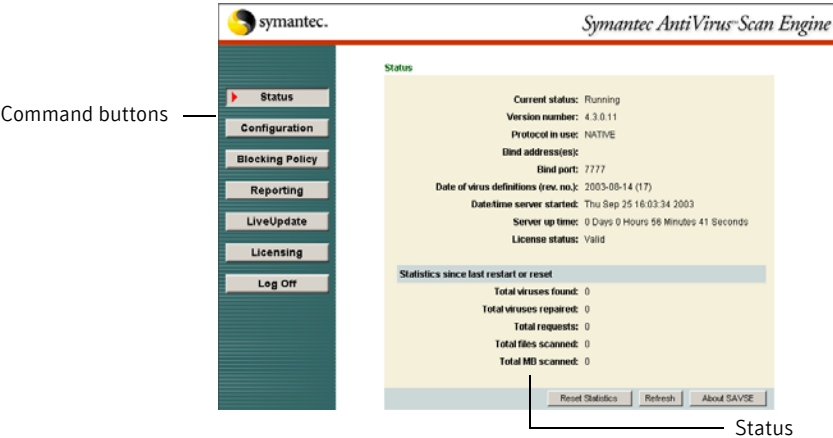 symantec.
Symantec AntiVirus™ Scan Engine
Status
Command buttons
Status
Configuration
Blocking Policy
Reporting
LiveUpdate
Licensing
Log Off
Current status: Running
Version number: 4.3.0.11
Protocol in use: NATIVE
Bind address(es):
Bind port: 7777
Date of virus definitions (rev. no.): 2003-08-14 (17)
Date/time server started: Thu Sep 25 16:03:34 2003
Server up time: 0 Days 0 Hours 56 Minutes 41 Seconds
License status: Valid
Statistics since last restart or reset
Total viruses found: 0
Total viruses repaired: 0
Total requests: 0
Total files scanned: 0
Total MB scanned: 0
Reset Statistics
Refresh
About SAVSE
Status